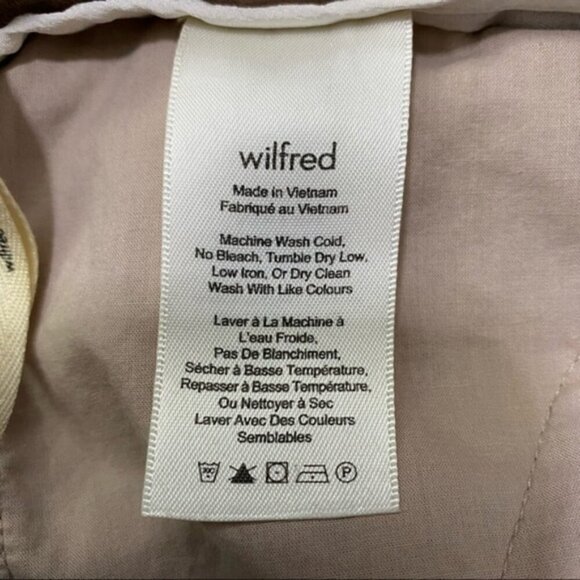 wilfred
Made in Vietnam
Fabriqué au Vietnam
Machine Wash Cold,
No Bleach, Tumble Dry Low,
Low Iron, Or Dry Clean
Wash With Like Colours
Laver à La Machine à
L'eau Froide,
Pas De Blanchiment,
Sécher à Basse Température,
Repasser à Basse Température,
Ou Nettoyer à Sec
Laver Avec Des Couleurs
Semblables
30C
P
wilfred